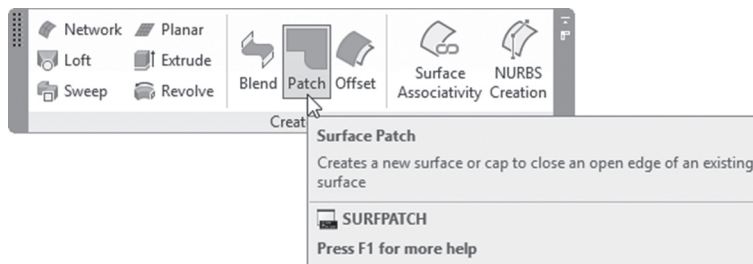 Network Planar
Loft Extrude
Sweep Revolve
Blend Patch Offset
Surface Associativity
NURBS Creation
Creat
Surface Patch
Creates a new surface or cap to close an open edge of an existing
surface
SURFPATCH
Press F1 for more help